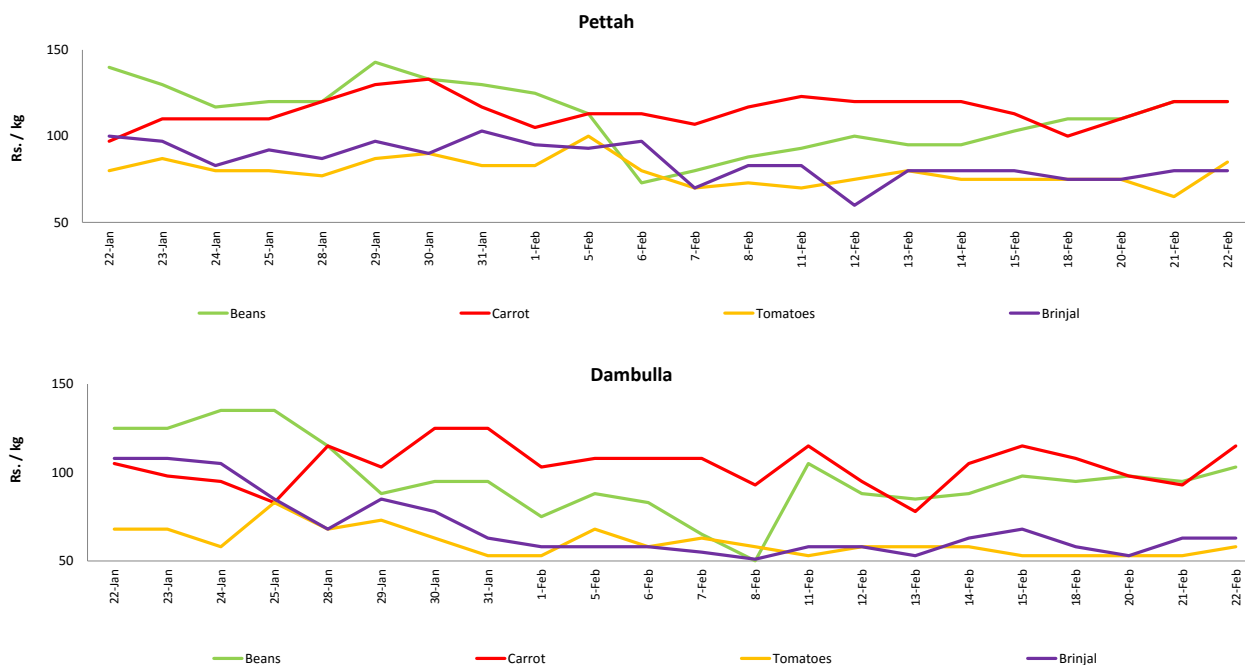 Pettah
150
100
50
Rs. / kg
22-Jan
23-Jan
24-Jan
25-Jan
28-Jan
29-Jan
30-Jan
31-Jan
1-Feb
5-Feb
6-Feb
7-Feb
8-Feb
11-Feb
12-Feb
13-Feb
14-Feb
15-Feb
18-Feb
20-Feb
21-Feb
22-Feb
Beans Carrot Tomatoes Brinjal
Dambulla
150
100
50
Rs. / kg
22-Jan
23-Jan
24-Jan
25-Jan
28-Jan
29-Jan
30-Jan
31-Jan
1-Feb
5-Feb
6-Feb
7-Feb
8-Feb
11-Feb
12-Feb
13-Feb
14-Feb
15-Feb
18-Feb
20-Feb
21-Feb
22-Feb
Beans Carrot Tomatoes Brinjal